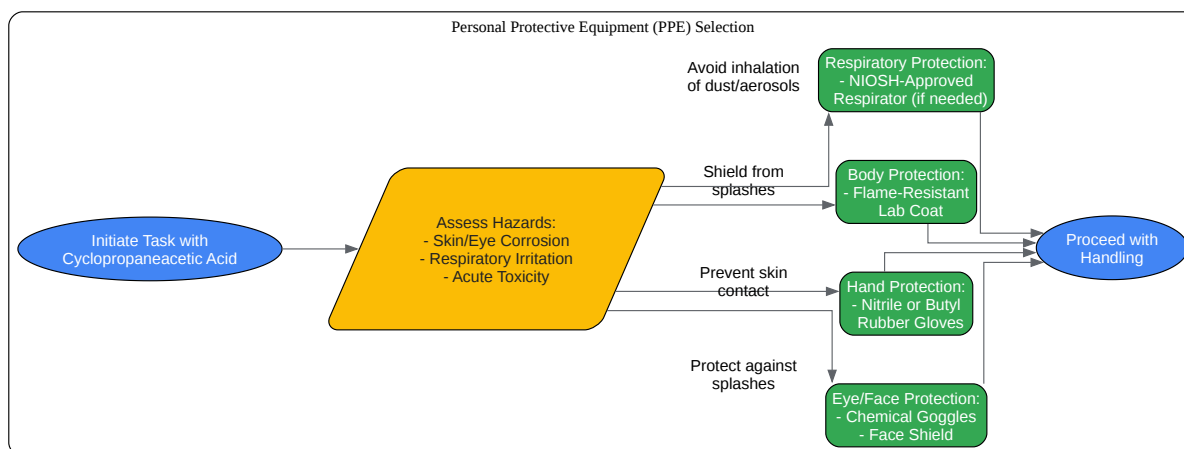 Personal Protective Equipment (PPE) Selection
Initiate Task with
Cyclopropaneacetic Acid
Assess Hazards:
- Skin/Eye Corrosion
- Respiratory Irritation
- Acute Toxicity
Avoid inhalation
of dust/aerosols
Respiratory Protection:
- NIOSH-Approved
Respirator (if needed)
Shield from
splashes
Body Protection:
- Flame-Resistant
Lab Coat
Prevent skin
contact
Hand Protection:
- Nitrile or Butyl
Rubber Gloves
Protect against
splashes
Eye/Face Protection:
- Chemical Goggles
- Face Shield
Proceed with
Handling